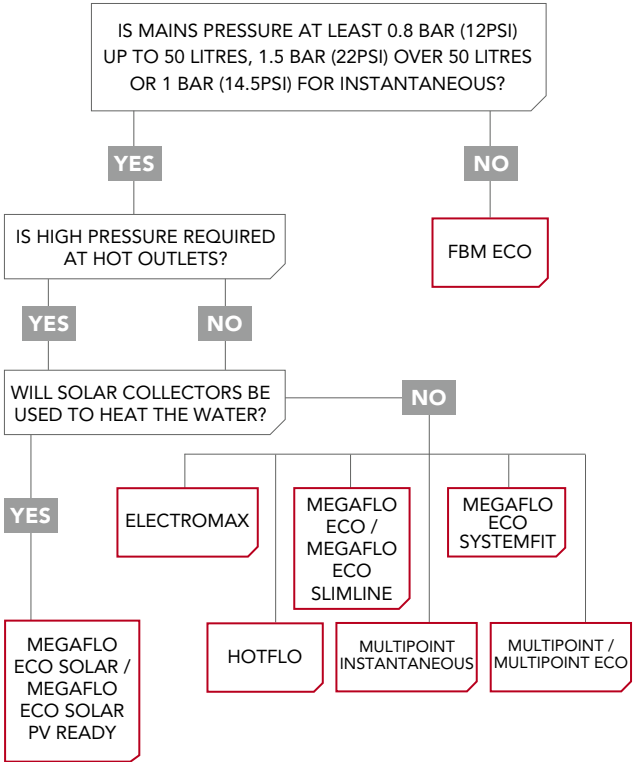 IS MAINS PRESSURE AT LEAST 0.8 BAR (12PSI)
UP TO 50 LITRES, 1.5 BAR (22PSI) OVER 50 LITRES
OR 1 BAR (14.5PSI) FOR INSTANTANEOUS?
YES
NO
IS HIGH PRESSURE REQUIRED
AT HOT OUTLETS?
FBM ECO
YES
NO
WILL SOLAR COLLECTORS BE
USED TO HEAT THE WATER?
NO
YES
ELECTROMAX
MEGAFLO
ECO /
MEGAFLO
ECO
SLIMLINE
MEGAFLO
ECO
SYSTEMFIT
MEGAFLO
ECO SOLAR /
MEGAFLO
ECO SOLAR
PV READY
HOTFLO
MULTIPOINT
INSTANTANEOUS
MULTIPOINT /
MULTIPOINT ECO